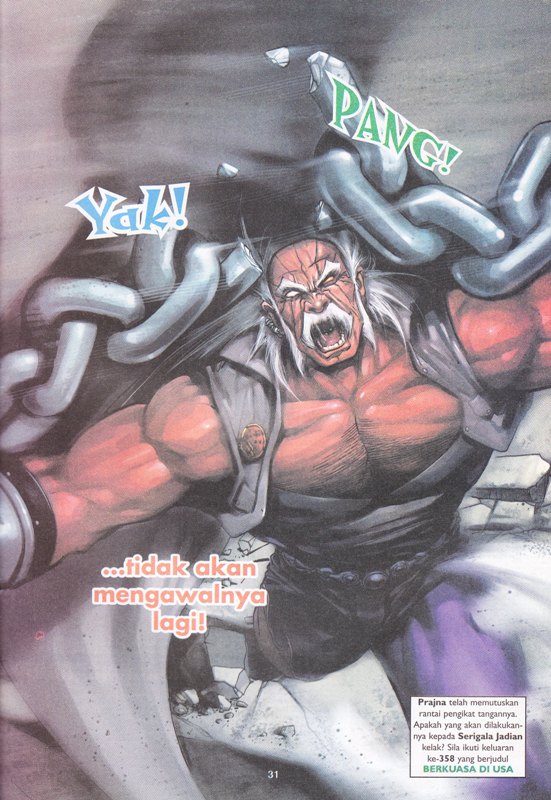 PANG!
Yak!
...tidak akan
mengawalnya
lagi!
Prajna telah memutuskan
rantai pengikat tangannya.
Apakah yang akan dilakukan-
nya kepada Serigala Jadian
kelak? Sila ikuti keluaran
ke-358 yang berjudul
BERKUASA DI USA
31